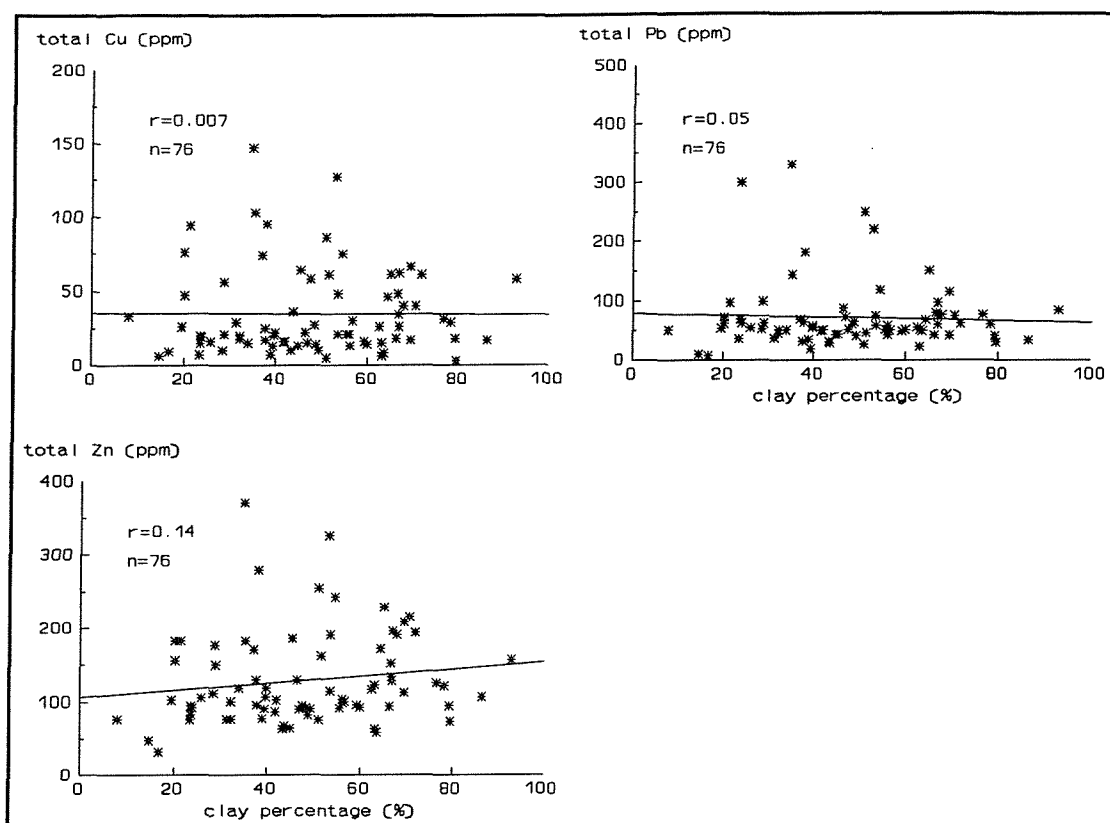 total Cu (ppm)
200
150
100
50
0
r=0.007
n=76
0 20 40 60 80 100
total Pb (ppm)
500
400
300
200
100
0
r=0.05
n=76
0 20 40 60 80 100
clay percentage (%)
total Zn (ppm)
400
300
200
100
0
r=0.14
n=76
0 20 40 60 80 100
clay percentage (%)